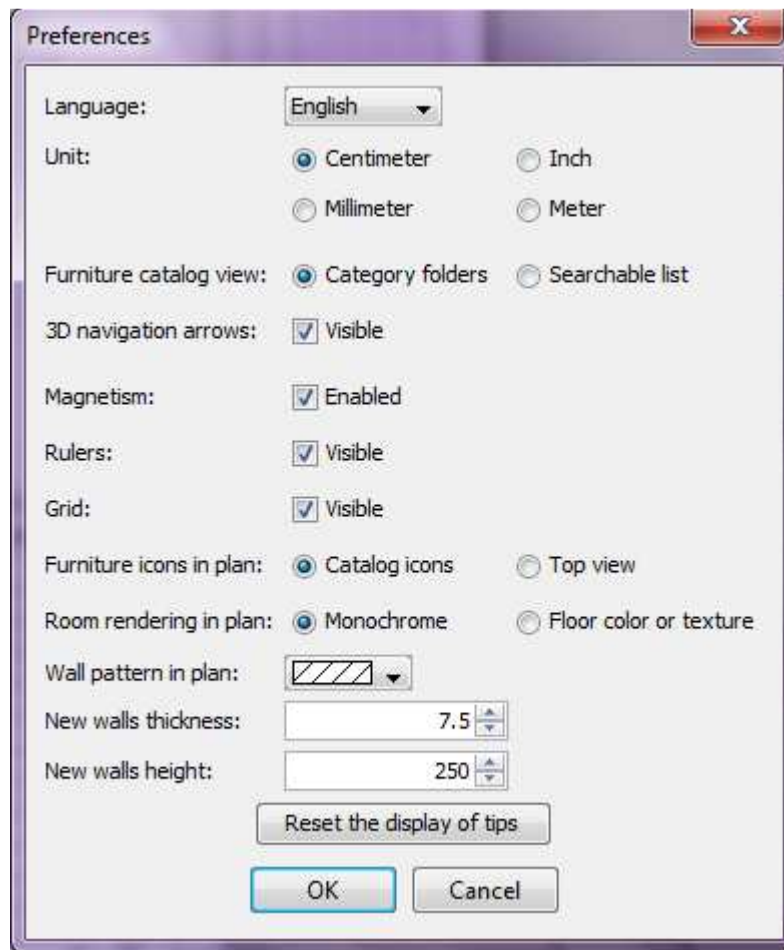 Preferences
Language: English
Unit: Centimeter Inch
Millimeter Meter
Furniture catalog view: Category folders Searchable list
3D navigation arrows: Visible
Magnetism: Enabled
Rulers: Visible
Grid: Visible
Furniture icons in plan: Catalog icons Top view
Room rendering in plan: Monochrome Floor color or texture
Wall pattern in plan:
New walls thickness: 7.5
New walls height: 250
Reset the display of tips
OK Cancel